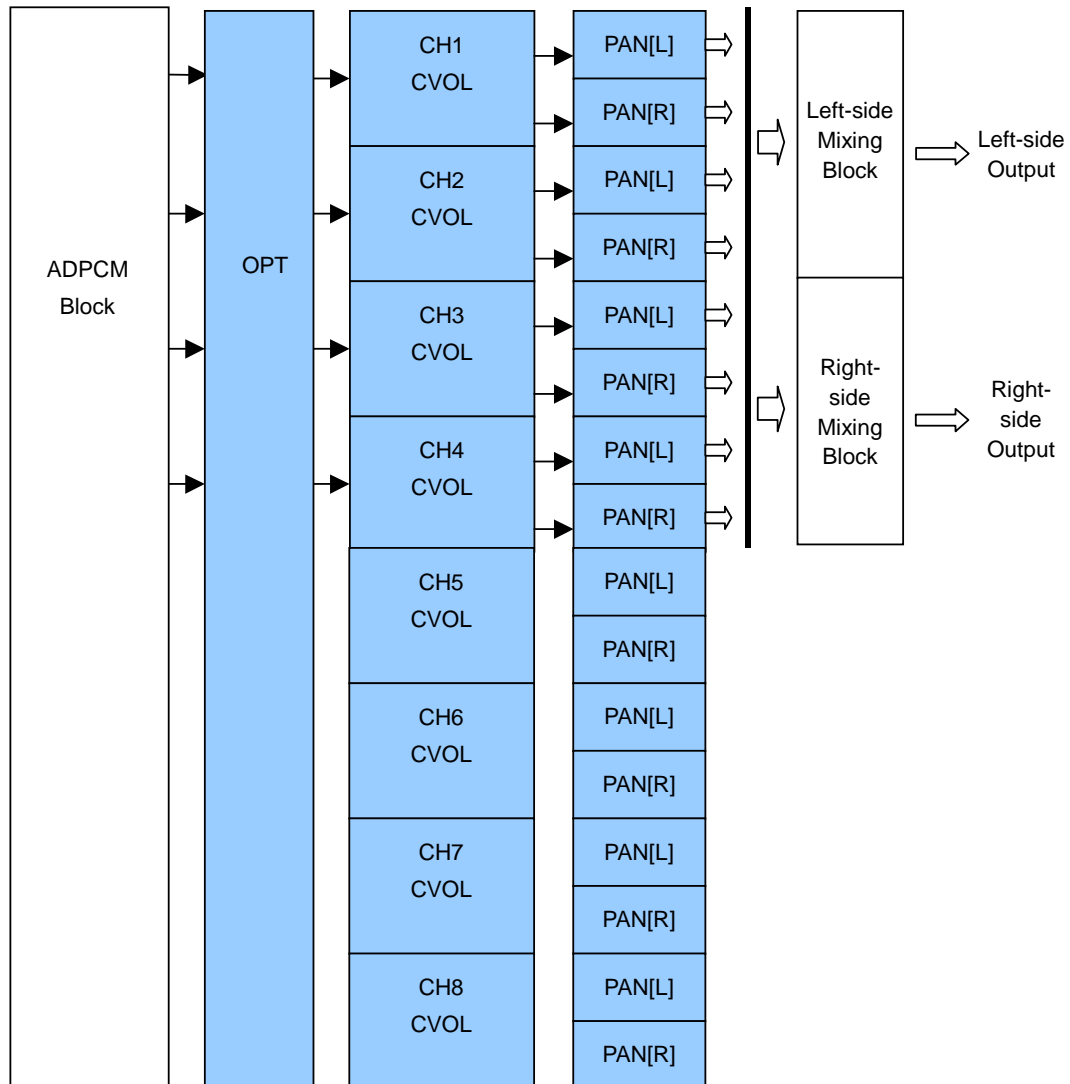 ADPCM
Block
OPT
CH1
CVOL
CH2
CVOL
CH3
CVOL
CH4
CVOL
CH5
CVOL
CH6
CVOL
CH7
CVOL
CH8
CVOL
PAN[L]
PAN[R]
PAN[L]
PAN[R]
PAN[L]
PAN[R]
PAN[L]
PAN[R]
PAN[L]
PAN[R]
PAN[L]
PAN[R]
PAN[L]
PAN[R]
PAN[L]
PAN[R]
Left-side
Mixing
Block
Right-
side
Mixing
Block
Left-side
Output
Right-
side
Output